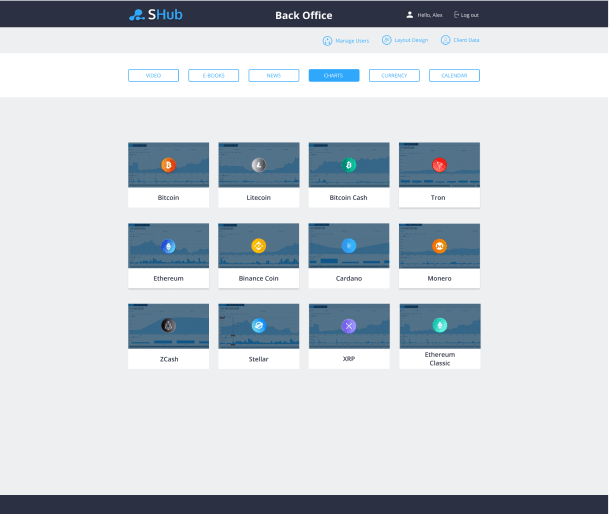 SHub
Back Office
Hello, Alex
Log out
Manage Users
Layout Design
Client Data
VIDEO
E-BOOKS
NEWS
CHARTS
CURRENCY
CALENDAR
Bitcoin
Litecoin
Bitcoin Cash
Tron
Ethereum
Binance Coin
Cardano
Monero
ZCash
Stellar
XRP
Ethereum
Classic